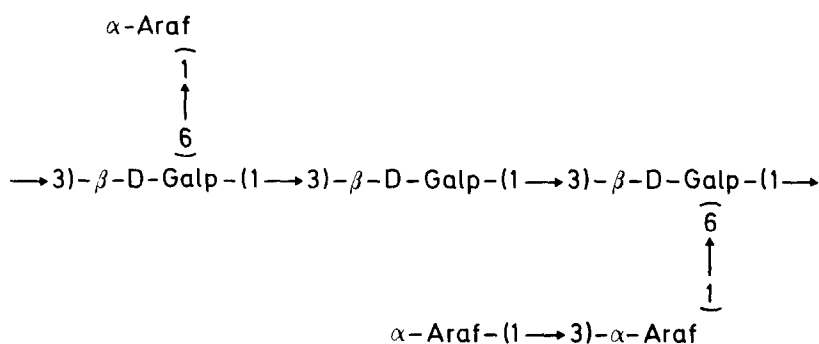 α-Araf
1
↑
6
→3)-β-D-Galp-(1→3)-β-D-Galp-(1→3)-β-D-Galp-(1→
6
↑
1
α-Araf-(1→3)-α-Araf